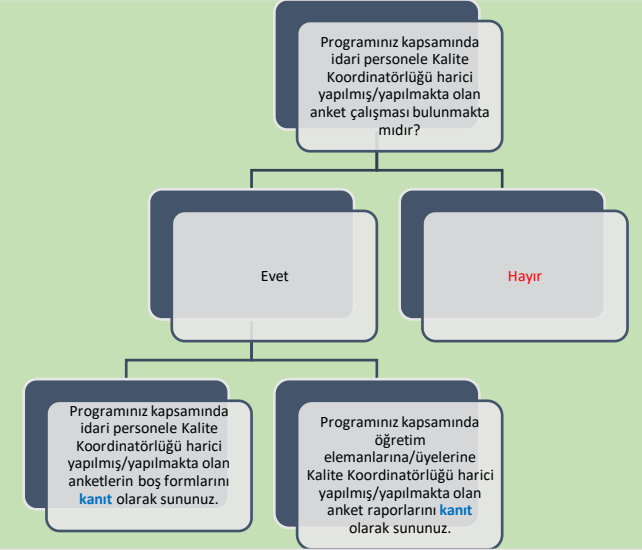 Programınız kapsamında
idari personele Kalite
Koordinatörlüğü harici
yapılmış/yapılmakta olan
anket çalışması bulunmakta
mıdır?
Evet
Hayır
Programınız kapsamında
idari personele Kalite
Koordinatörlüğü harici
yapılmış/yapılmakta olan
anketlerin boş formlarını
kanıt olarak sununuz.
Programınız kapsamında
öğretim
elemanlarına/üyelerine
Kalite Koordinatörlüğü harici
yapılmış/yapılmakta olan
anket raporlarını kanıt
olarak sununuz.